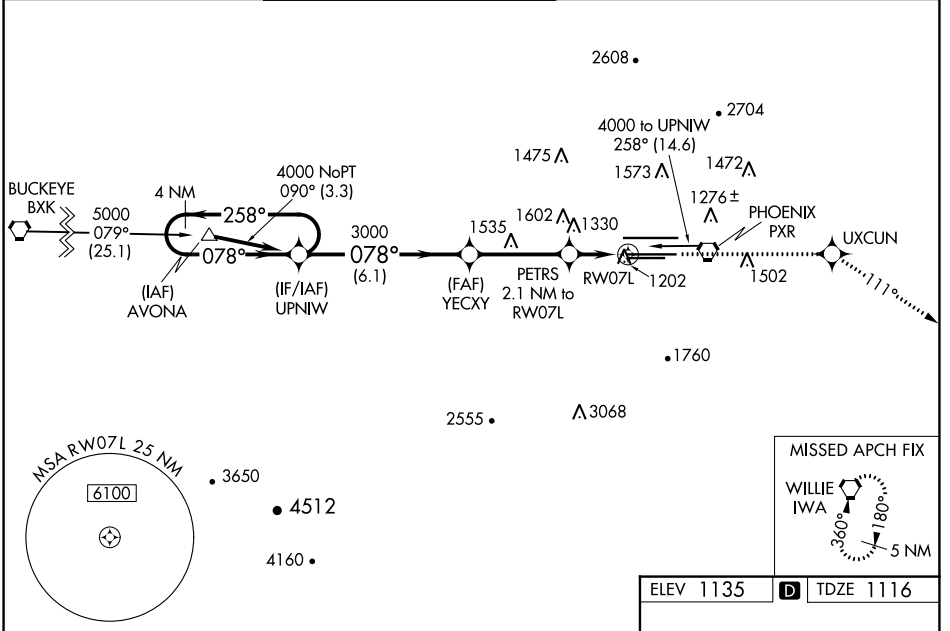 2608
2704
4000 to UPNIW
258° (14.6)
1475
1573
1472
1276±
BUCKEYE
BXK
5000
079°
(25.1)
4 NM
258°
4000 NoPT
090° (3.3)
078°
3000
078°
(6.1)
1535
1602
1330
PHOENIX
PXR
UXCUN
(IAF)
AVONA
(IF/IAF)
UPNIW
(FAF)
YECXY
PETRS
2.1 NM to
RW07L
RW07L
1202
1502
111°
1760
2555
3068
MSA RW07L 25 NM
6100
3650
4512
4160
MISSED APCH FIX
WILLIE
IWA
360°
180°
5 NM
ELEV 1135
D
TDZE 1116